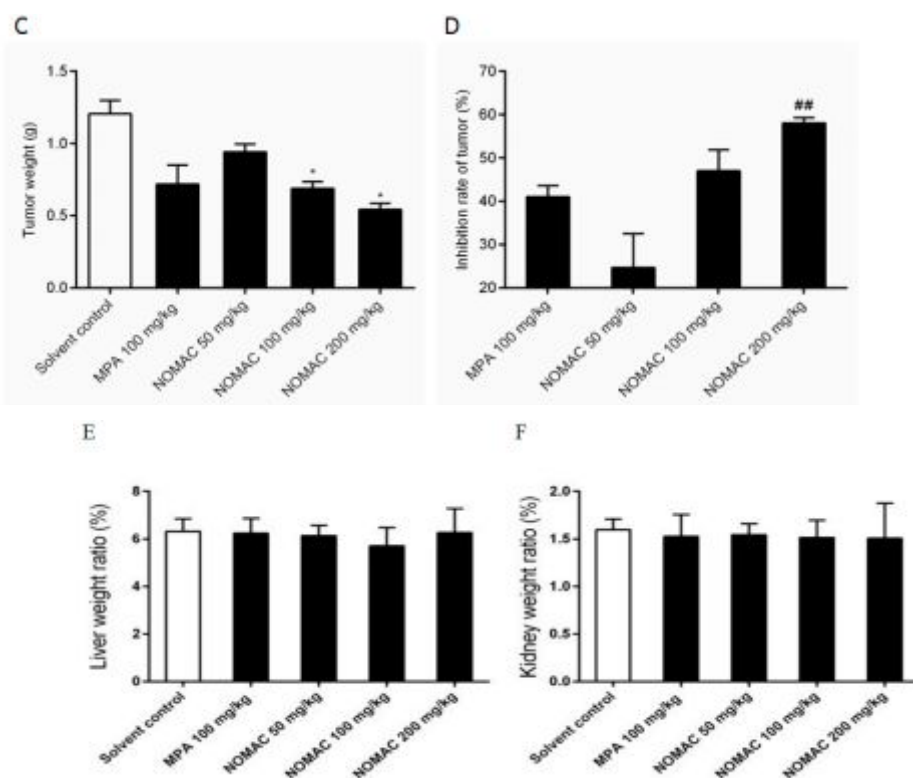 C
Tumor weight (g)
1.5
1.0
0.5
0.0
*
*
Solvent control
MPA 100 mg/kg
NOMAC 50 mg/kg
NOMAC 100 mg/kg
NOMAC 200 mg/kg
D
Inhibition rate of tumor (%)
70
60
50
40
30
20
##
MPA 100 mg/kg
NOMAC 50 mg/kg
NOMAC 100 mg/kg
NOMAC 200 mg/kg
E
Liver weight ratio (%)
8
6
4
2
0
Solvent control
MPA 100 mg/kg
NOMAC 50 mg/kg
NOMAC 100 mg/kg
NOMAC 200 mg/kg
F
Kidney weight ratio (%)
2.0
1.5
1.0
0.5
0.0
Solvent control
MPA 100 mg/kg
NOMAC 50 mg/kg
NOMAC 100 mg/kg
NOMAC 200 mg/kg